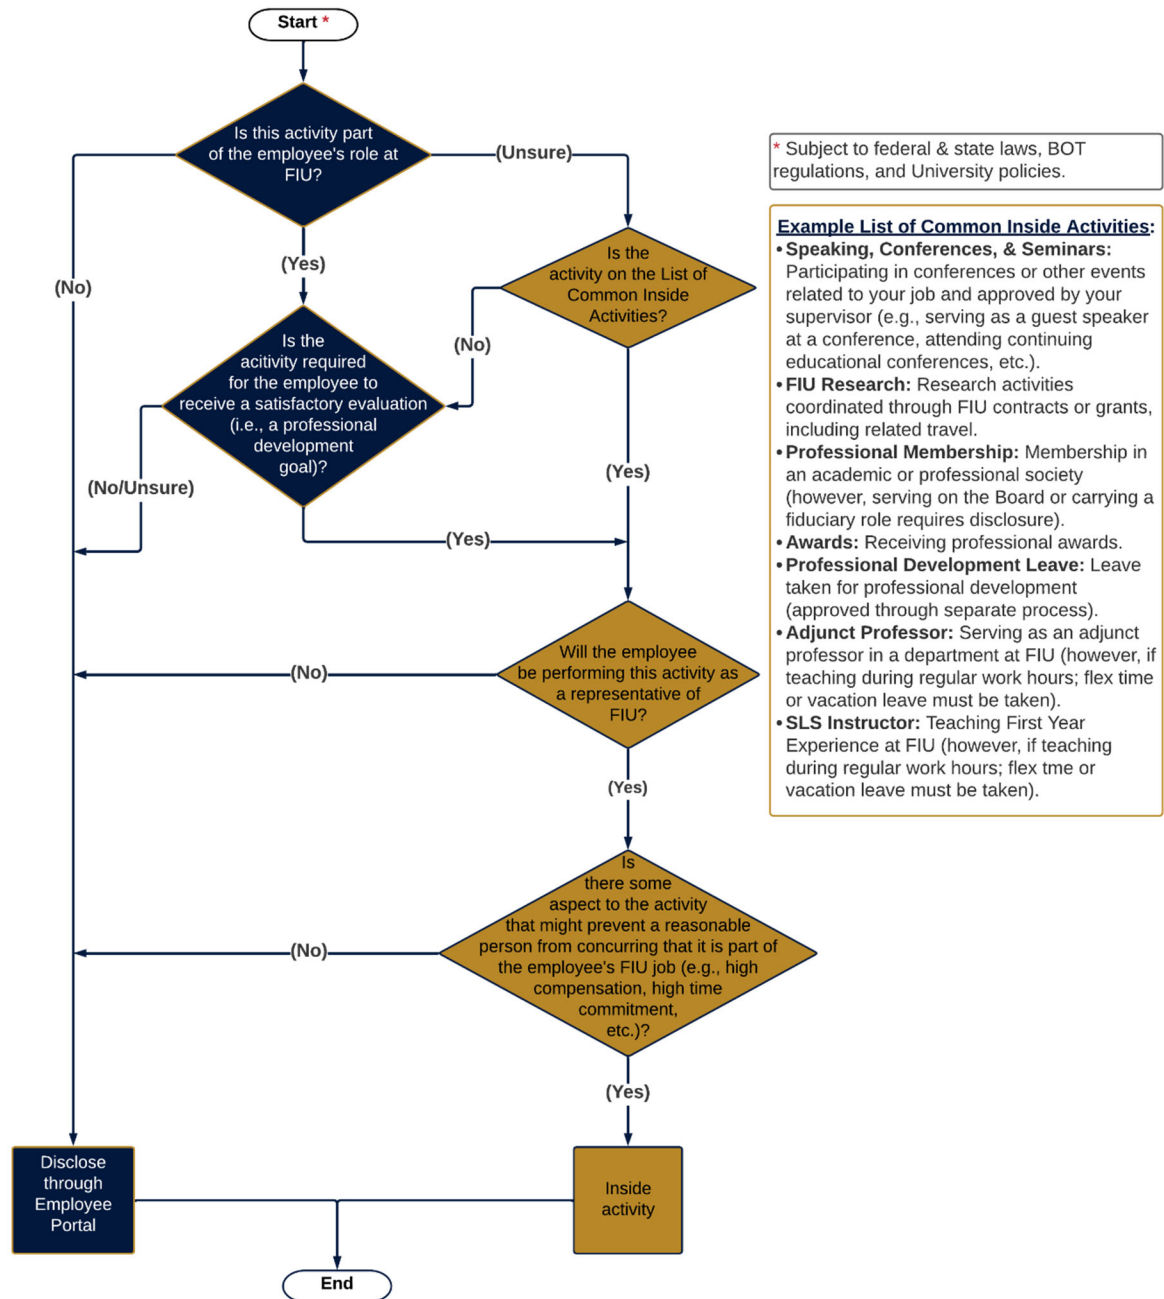 Start *
Is this activity part
of the employee's role at
FIU?
(Unsure)
(No)
(Yes)
Is the
activity on the List of
Common Inside
Activities?
(No)
Is the
acitivity required
for the employee to
receive a satisfactory evaluation
(i.e., a professional
development
goal)?
(No/Unsure)
(Yes)
(Yes)
Will the employee
be performing this activity as
a representative of
FIU?
(No)
(Yes)
Is
there some
aspect to the activity
that might prevent a reasonable
person from concurring that it is part of
the employee's FIU job (e.g., high
compensation, high time
commitment,
etc.)?
(No)
(Yes)
Disclose
through
Employee
Portal
Inside
activity
End
* Subject to federal & state laws, BOT
regulations, and University policies.
Example List of Common Inside Activities:
• Speaking, Conferences, & Seminars:
Participating in conferences or other events
related to your job and approved by your
supervisor (e.g., serving as a guest speaker
at a conference, attending continuing
educational conferences, etc.).
• FIU Research: Research activities
coordinated through FIU contracts or grants,
including related travel.
• Professional Membership: Membership in
an academic or professional society
(however, serving on the Board or carrying a
fiduciary role requires disclosure).
• Awards: Receiving professional awards.
• Professional Development Leave: Leave
taken for professional development
(approved through separate process).
• Adjunct Professor: Serving as an adjunct
professor in a department at FIU (however, if
teaching during regular work hours; flex time
or vacation leave must be taken).
• SLS Instructor: Teaching First Year
Experience at FIU (however, if teaching
during regular work hours; flex tme or
vacation leave must be taken).